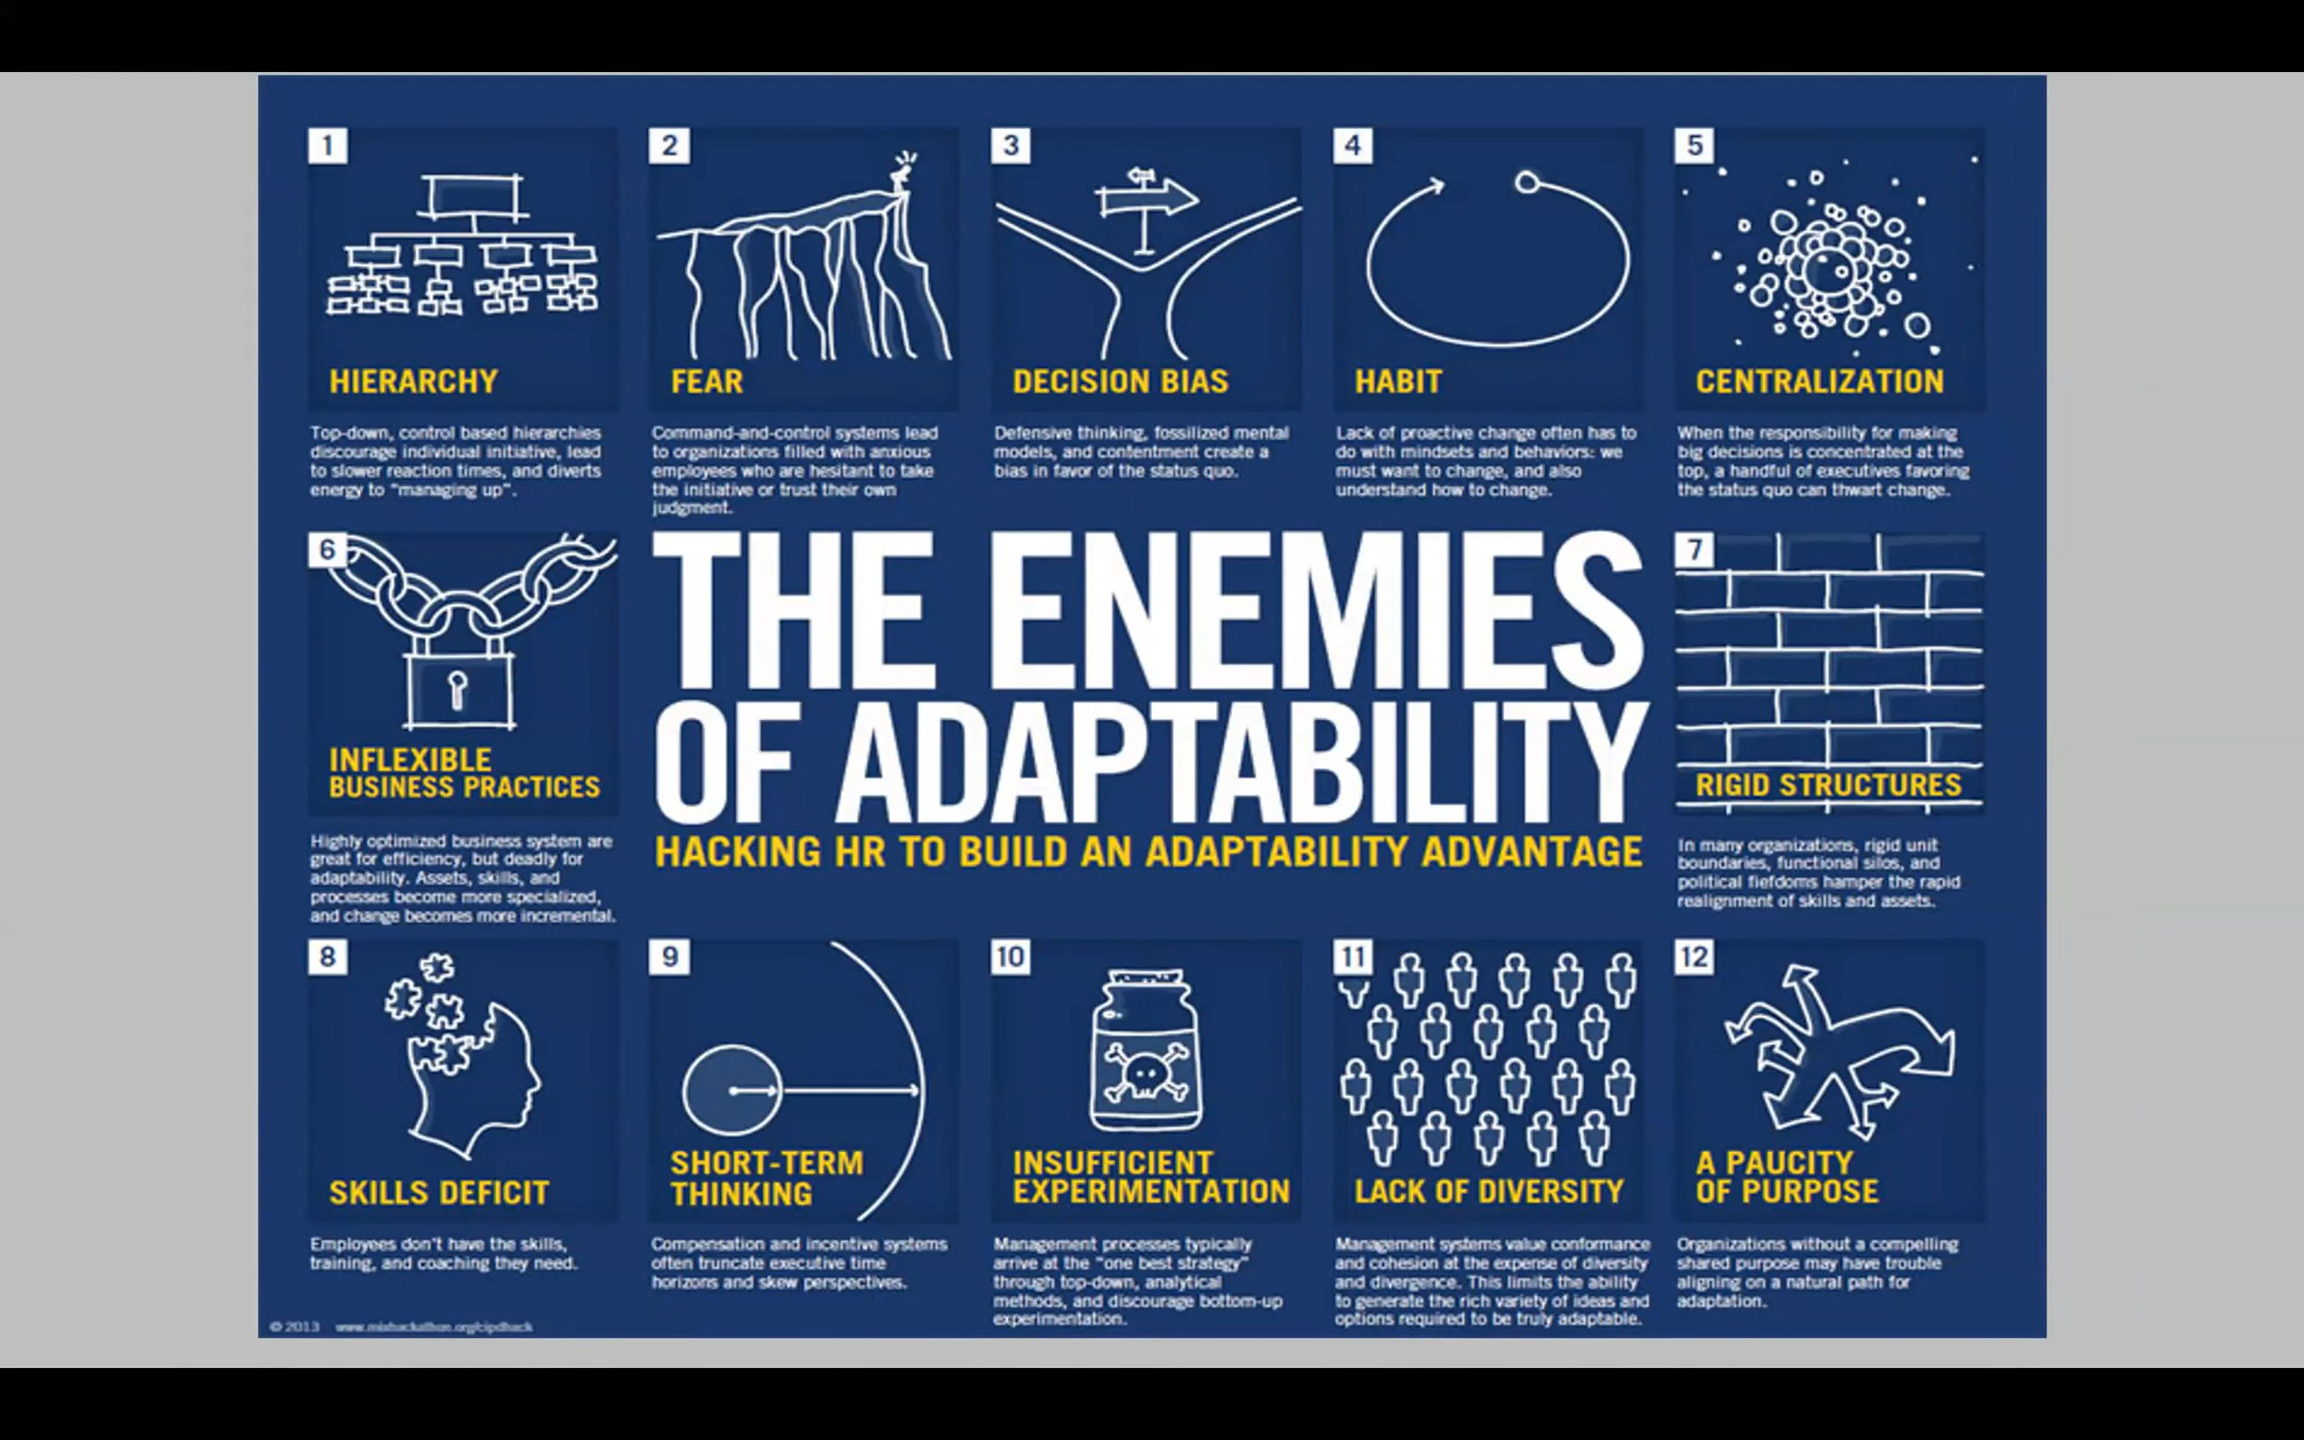 1
HIERARCHY
Top-down, control based hierarchies
discourage individual initiative, lead
to slower reaction times, and diverts
energy to "managing up".
2
FEAR
Command-and-control systems lead
to organizations filled with anxious
employees who are hesitant to take
the initiative or trust their own
judgment.
3
DECISION BIAS
Defensive thinking, fossilized mental
models, and contentment create a
bias in favor of the status quo.
4
HABIT
Lack of proactive change often has to
do with mindsets and behaviors: we
must want to change, and also
understand how to change.
5
CENTRALIZATION
When the responsibility for making
big decisions is concentrated at the
top, a handful of executives favoring
the status quo can thwart change.
6
INFLEXIBLE
BUSINESS PRACTICES
Highly optimized business system are
great for efficiency, but deadly for
adaptability. Assets, skills, and
processes become more specialized,
and change becomes more incremental.
THE ENEMIES
OF ADAPTABILITY
HACKING HR TO BUILD AN ADAPTABILITY ADVANTAGE
7
RIGID STRUCTURES
In many organizations, rigid unit
boundaries, functional silos, and
political fiefdoms hamper the rapid
realignment of skills and assets.
8
SKILLS DEFICIT
Employees don't have the skills,
training, and coaching they need.
9
SHORT-TERM
THINKING
Compensation and incentive systems
often truncate executive time
horizons and skew perspectives.
10
INSUFFICIENT
EXPERIMENTATION
Management processes typically
arrive at the "one best strategy"
through top-down, analytical
methods, and discourage bottom-up
experimentation.
11
LACK OF DIVERSITY
Management systems value conformance
and cohesion at the expense of diversity
and divergence. This limits the ability
to generate the rich variety of ideas and
options required to be truly adaptable.
12
A PAUCITY
OF PURPOSE
Organizations without a compelling
shared purpose may have trouble
aligning on a natural path for
adaptation.
© 2013 www.mixhackathon.org/cipdhack